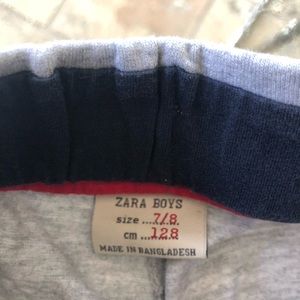 ZARA BOYS
size ....7/8.
cm ...128.....
MADE IN BANGLADESH